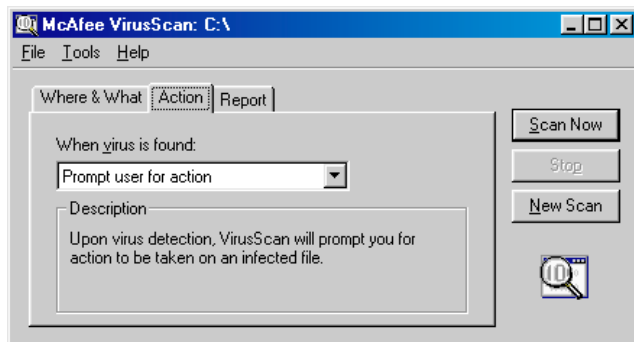 McAfee VirusScan: C:\
File Tools Help
Where & What Action Report
When virus is found:
Prompt user for action
Description
Upon virus detection, VirusScan will prompt you for
action to be taken on an infected file.
Scan Now
Stop
New Scan